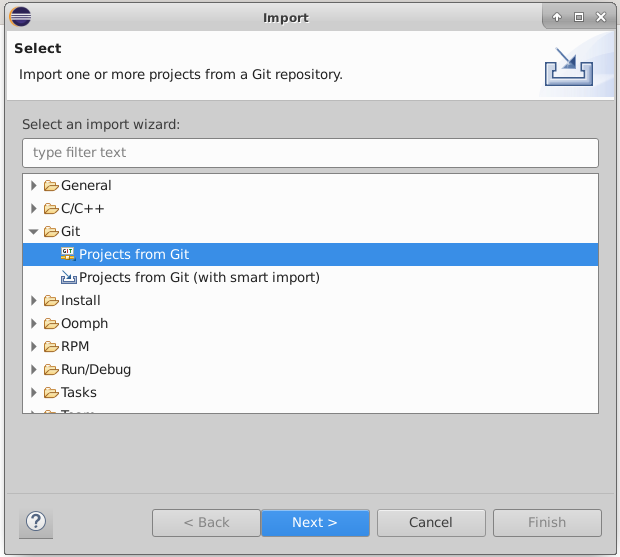 Import
Select
Import one or more projects from a Git repository.
Select an import wizard:
type filter text
General
C/C++
Git
GIT Projects from Git
Projects from Git (with smart import)
Install
Oomph
RPM
Run/Debug
Tasks
?
< Back
Next >
Cancel
Finish